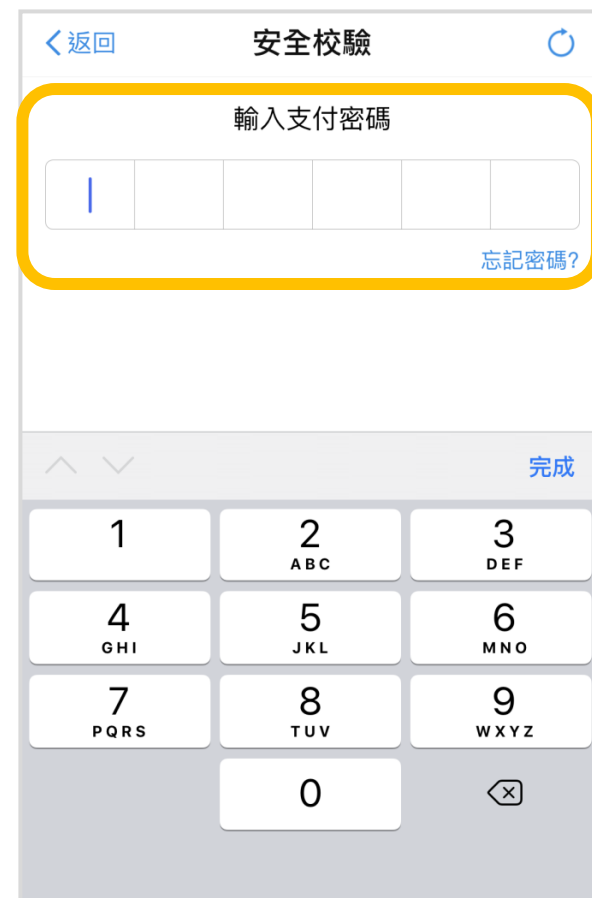 返回 安全校驗
輸入支付密碼
忘記密碼?
完成
1 2 3
ABC DEF
4 5 6
GHI JKL MNO
7 8 9
PQRS TUV WXYZ
0